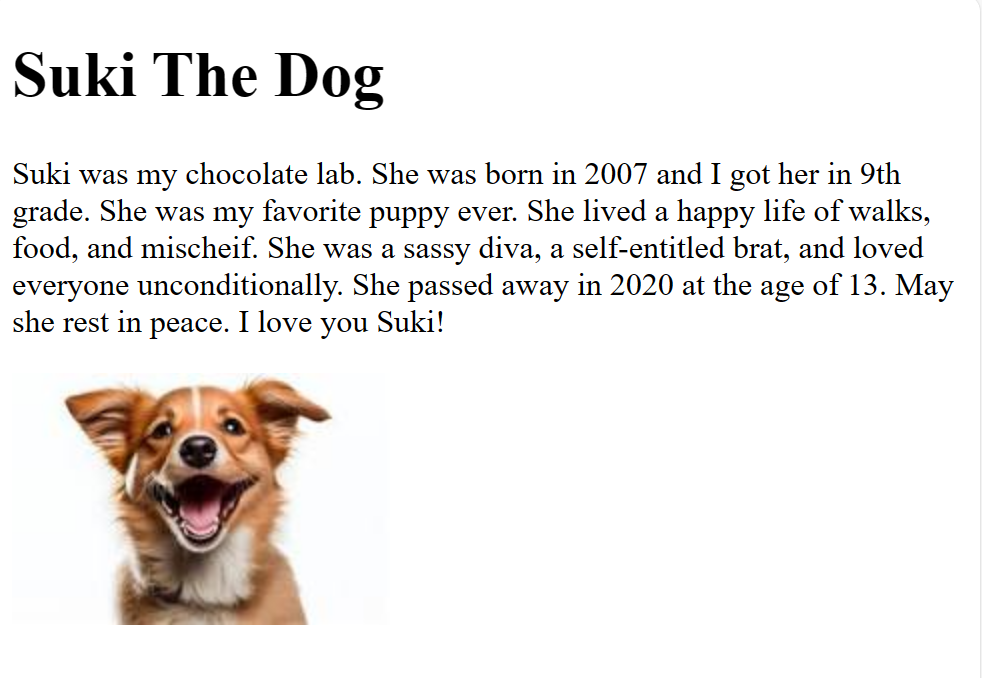 Suki The Dog
Suki was my chocolate lab. She was born in 2007 and I got her in 9th
grade. She was my favorite puppy ever. She lived a happy life of walks,
food, and mischeif. She was a sassy diva, a self-entitled brat, and loved
everyone unconditionally. She passed away in 2020 at the age of 13. May
she rest in peace. I love you Suki!